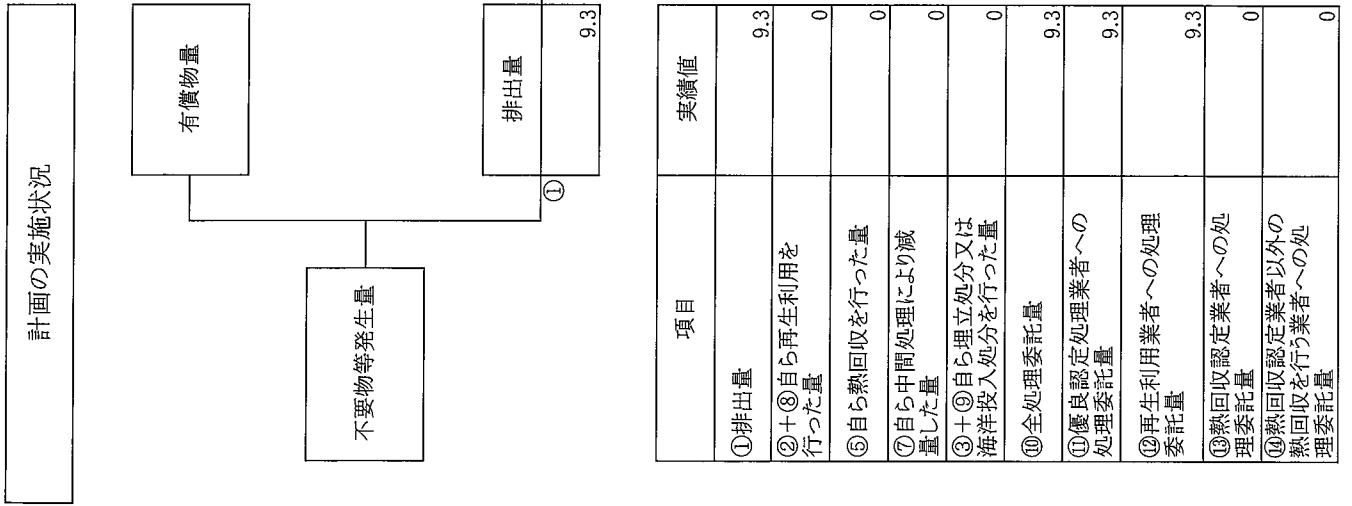 計画の実施状況
有償物量
不要物等発生量
排出量
①
9.3
項目
実績値
①排出量
9.3
②＋⑧自ら再生利用を
行った量
0
⑤自ら熱回収を行った量
0
⑦自ら中間処理により減
量した量
0
③＋⑨自ら埋立処分又は
海洋投入処分を行った量
0
⑩全処理委託量
9.3
⑪優良認定処理業者への
処理委託量
9.3
⑫再生利用業者への処理
委託量
9.3
⑬熱回収認定業者への処
理委託量
0
⑭熱回収認定業者以外の
熱回収を行う業者への処
理委託量
0